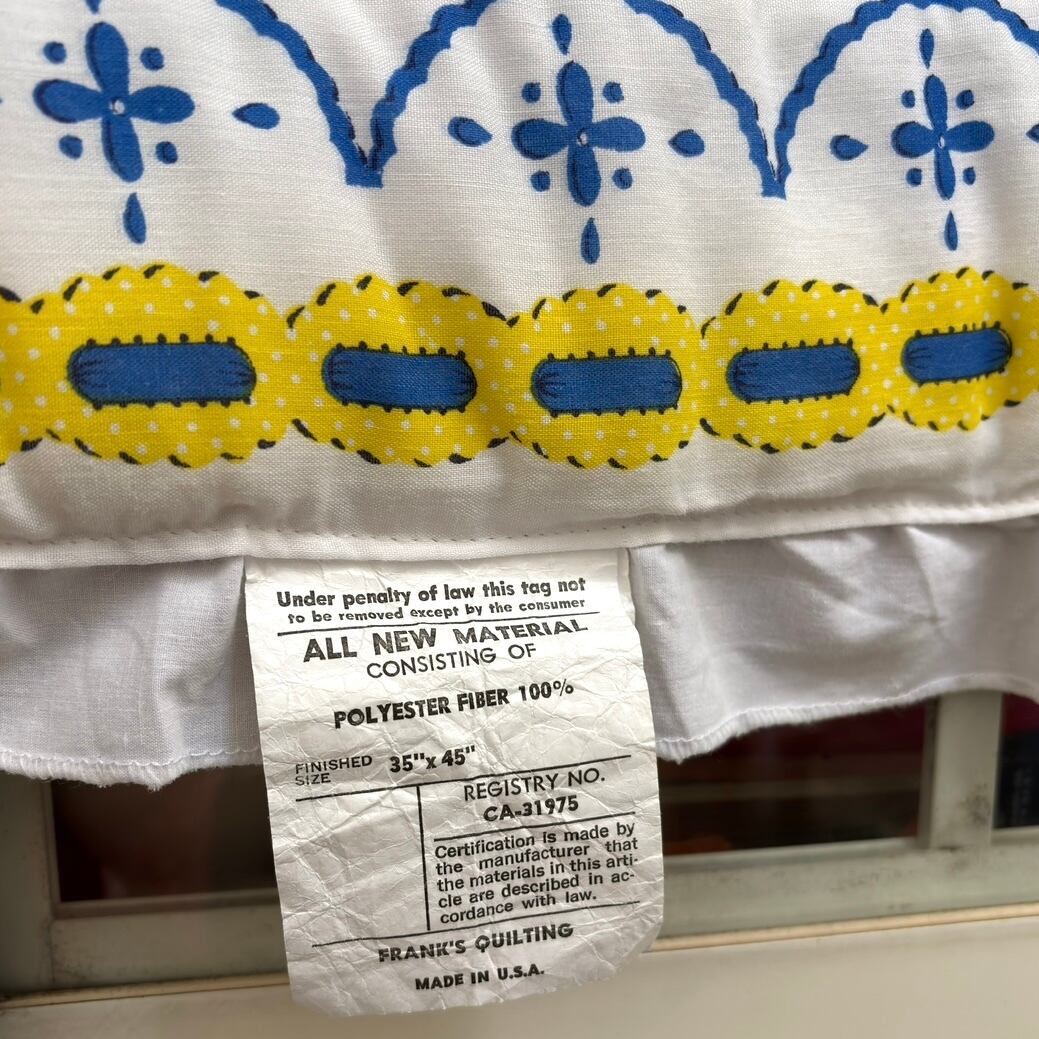 Under penalty of law this tag not
to be removed except by the consumer
ALL NEW MATERIAL
CONSISTING OF
POLYESTER FIBER 100%
FINISHED SIZE 35"x 45"
REGISTRY NO.
CA-31975
Certification is made by
the manufacturer that
the materials in this arti-
cle are described in ac-
cordance with law.
FRANK'S QUILTING
MADE IN U.S.A.